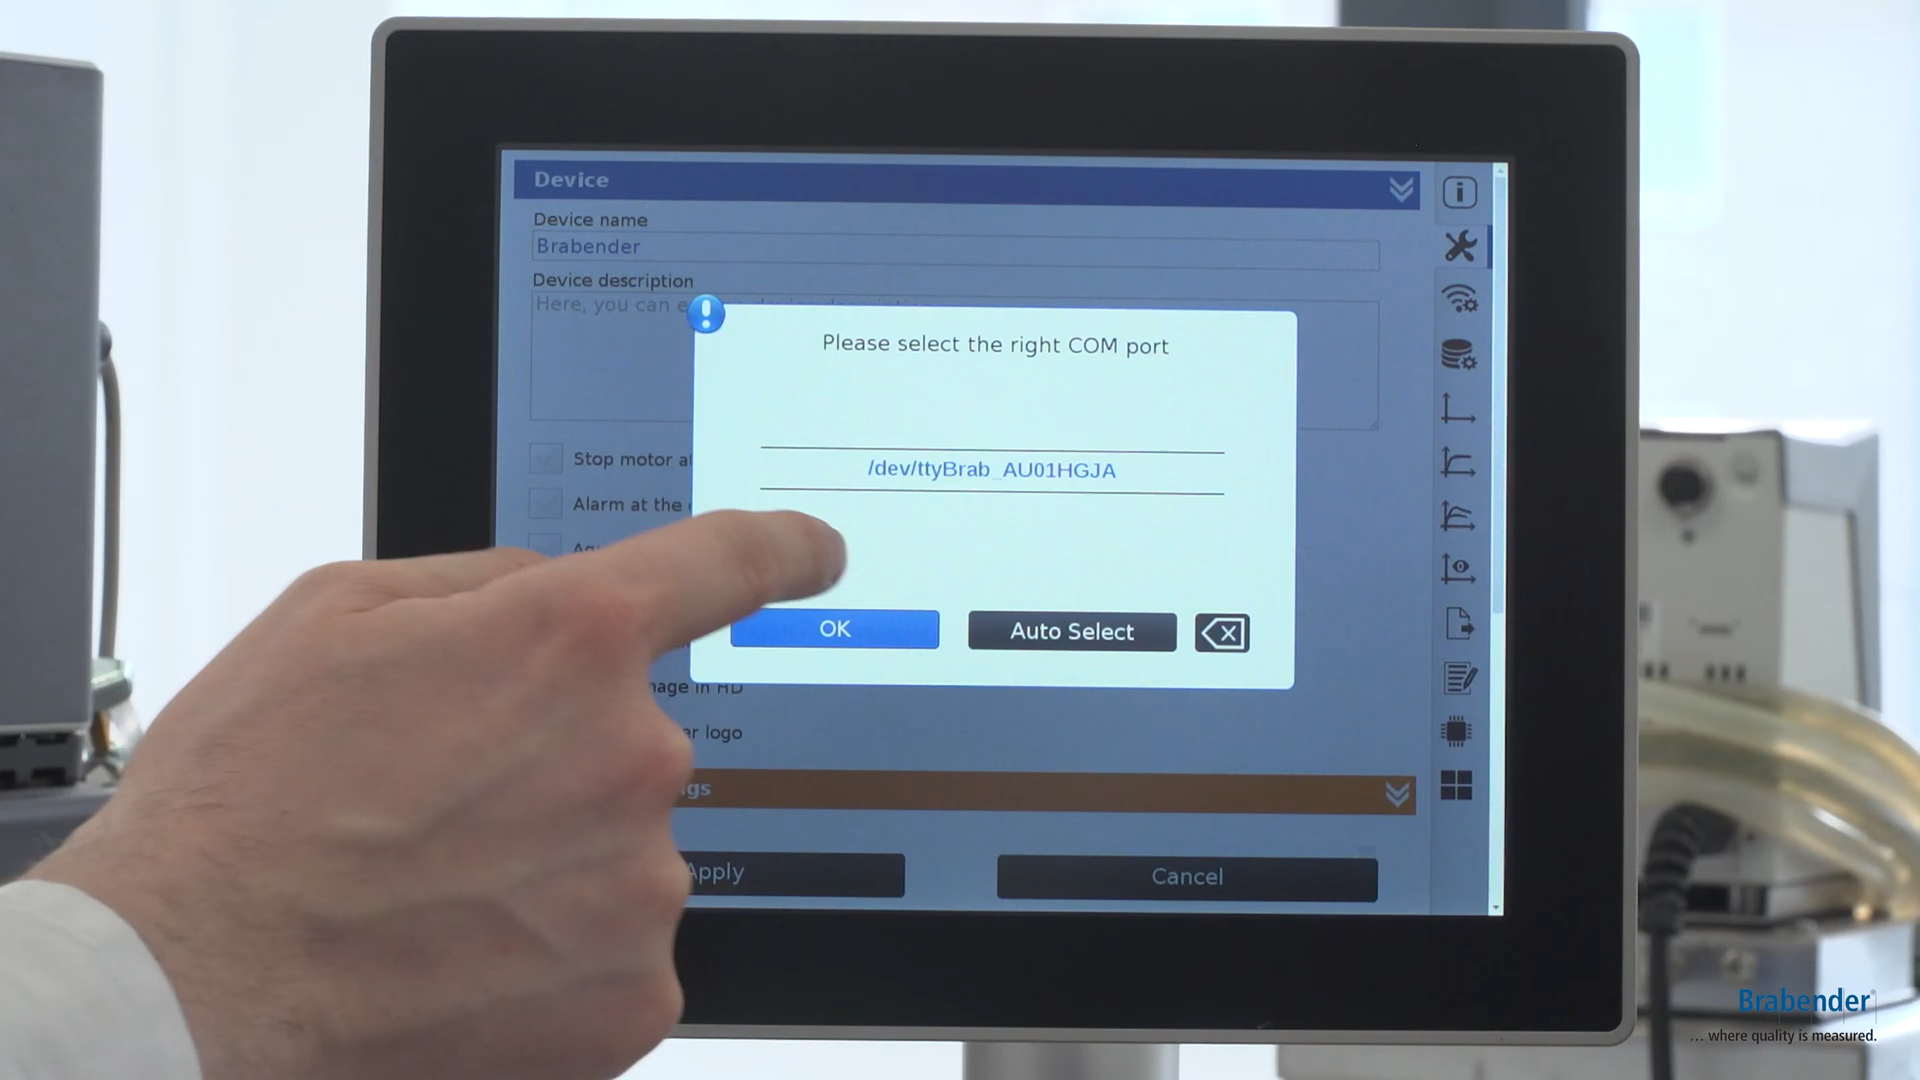 Device
Device name
Brabender
Device description
Here, you can e
Please select the right COM port
/dev/ttyBrab_AU01HGJA
Stop motor a
Alarm at the
OK
Auto Select
age in HD
er logo
gs
Apply
Cancel
Brabender
... where quality is measured.